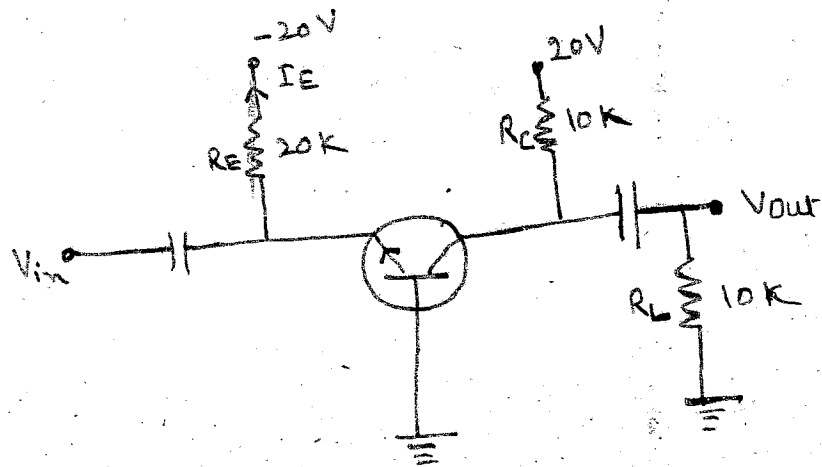 -20V
20V
IE
RC 10K
RE 20K
Vout
Vin
RL 10K